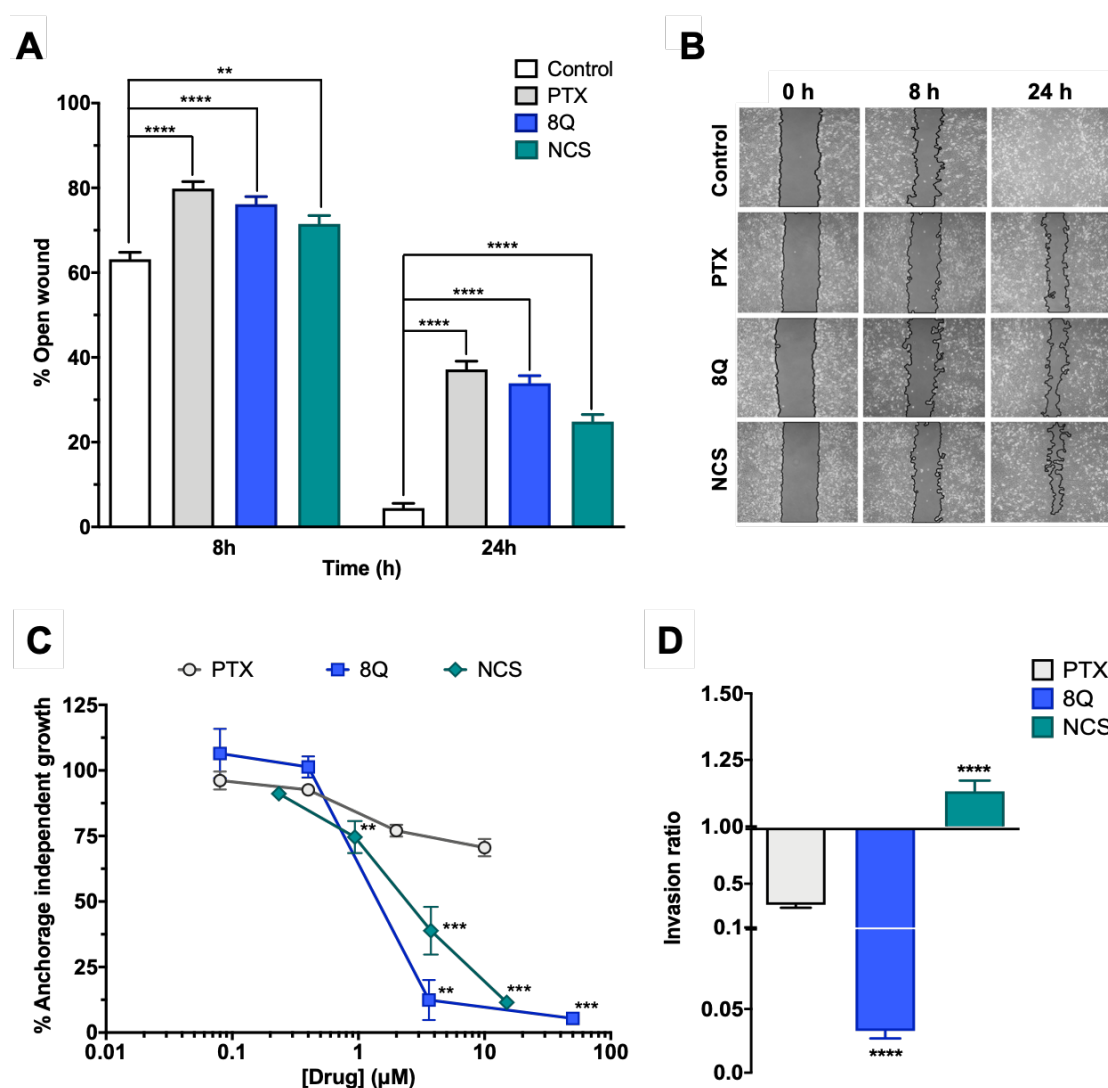 A
Control
PTX
8Q
NCS
**
****
****
****
****
****
% Open wound
100
80
60
40
20
0
8h
24h
Time (h)
B
0 h
8 h
24 h
Control
PTX
8Q
NCS
C
PTX
8Q
NCS
% Anchorage independent growth
125
100
75
50
25
0
**
***
**
***
***
0.01
0.1
1
10
100
[Drug] (µM)
D
PTX
8Q
NCS
Invasion ratio
1.50
1.25
1.00
0.5
0.1
0.05
0.0
****
****